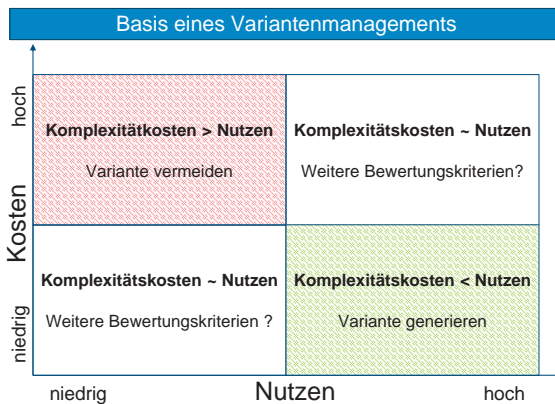 Basis eines Variantenmanagements
hoch
Komplexitätkosten > Nutzen
Variante vermeiden
Komplexitätskosten ~ Nutzen
Weitere Bewertungskriterien?
Kosten
Komplexitätskosten ~ Nutzen
Weitere Bewertungskriterien ?
Komplexitätskosten < Nutzen
Variante generieren
niedrig
niedrig
Nutzen
hoch